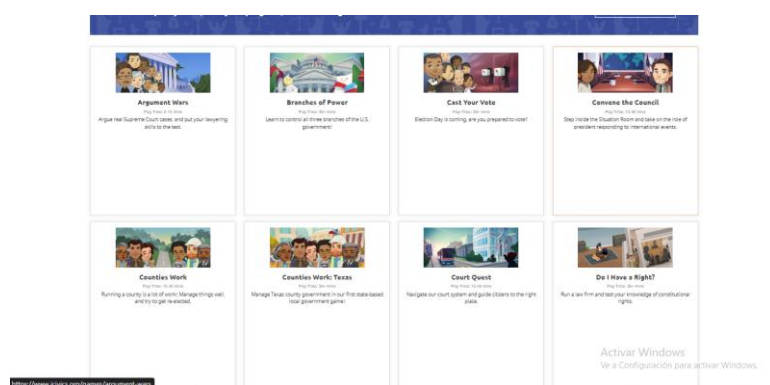 Argument Wars
Argue real Supreme Court cases, and put your lawyering
skills to the test.
Branches of Power
Learn to control all three branches of the U.S.
government!
Cast Your Vote
Election Day is coming, are you prepared to vote?
Convene the Council
Step inside the Situation Room and take on the role of
president responding to international events.
Counties Work
Running a county is a lot of work! Manage things well,
and try to get re-elected.
Counties Work: Texas
Manage Texas county government in our first state-based
local government game!
Court Quest
Navigate our court system and guide citizens to the right
place.
Do I Have a Right?
Run a law firm and test your knowledge of constitutional
rights.
Activar Windows
Ve a Configuración para activar Windows.
https://www.icivics.org/games/argument-wars